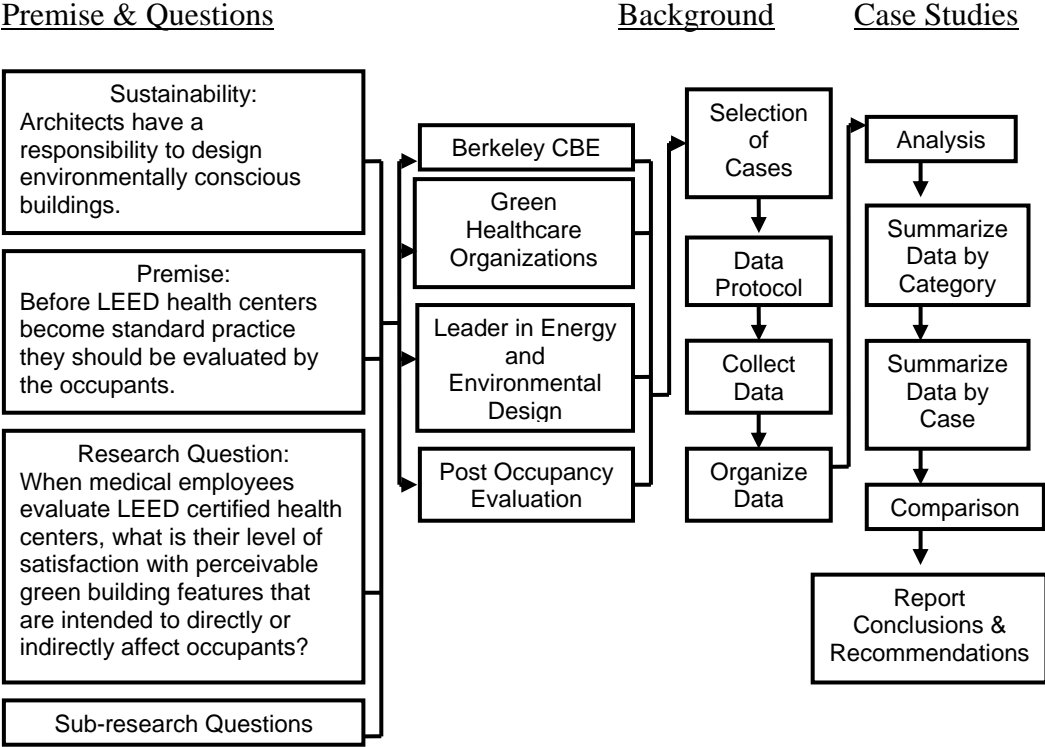 Premise & Questions
Background
Case Studies
Sustainability:
Architects have a
responsibility to design
environmentally conscious
buildings.
Premise:
Before LEED health centers
become standard practice
they should be evaluated by
the occupants.
Research Question:
When medical employees
evaluate LEED certified health
centers, what is their level of
satisfaction with perceivable
green building features that
are intended to directly or
indirectly affect occupants?
Sub-research Questions
Berkeley CBE
Green
Healthcare
Organizations
Leader in Energy
and
Environmental
Design
Post Occupancy
Evaluation
Selection
of
Cases
Data
Protocol
Collect
Data
Organize
Data
Analysis
Summarize
Data by
Category
Summarize
Data by
Case
Comparison
Report
Conclusions &
Recommendations